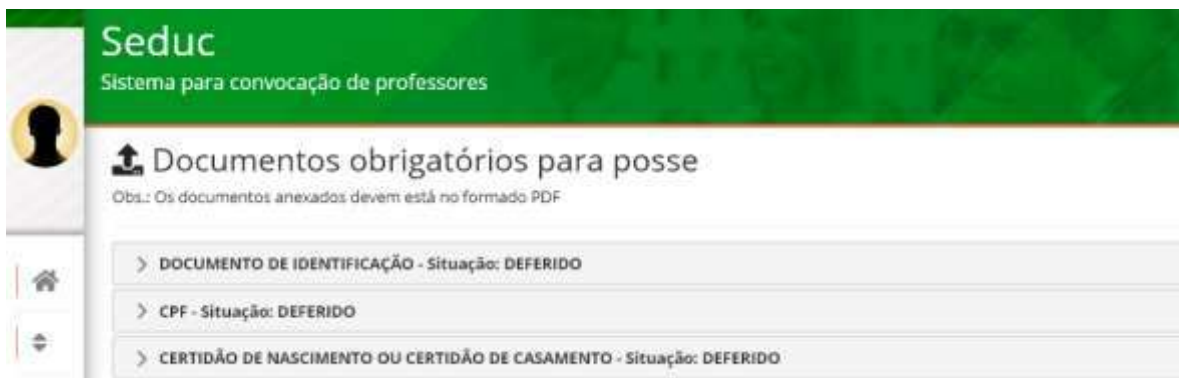 Seduc
Sistema para convocação de professores
Documentos obrigatórios para posse
Obs.: Os documentos anexados devem está no formado PDF
DOCUMENTO DE IDENTIFICAÇÃO - Situação: DEFERIDO
CPF - Situação: DEFERIDO
CERTIDÃO DE NASCIMENTO OU CERTIDÃO DE CASAMENTO - Situação: DEFERIDO